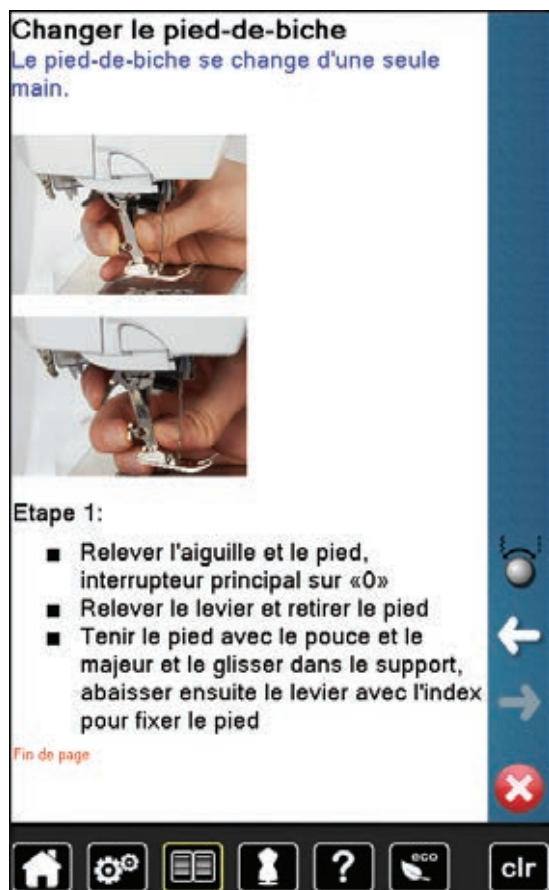 Changer le pied-de-biche
Le pied-de-biche se change d'une seule
main.
Etape 1:
■ Relever l'aiguille et le pied,
interrupteur principal sur «0»
■ Relever le levier et retirer le pied
■ Tenir le pied avec le pouce et le
majeur et le glisser dans le support,
abaisser ensuite le levier avec l'index
pour fixer le pied
Fin de page
?
eco
clr